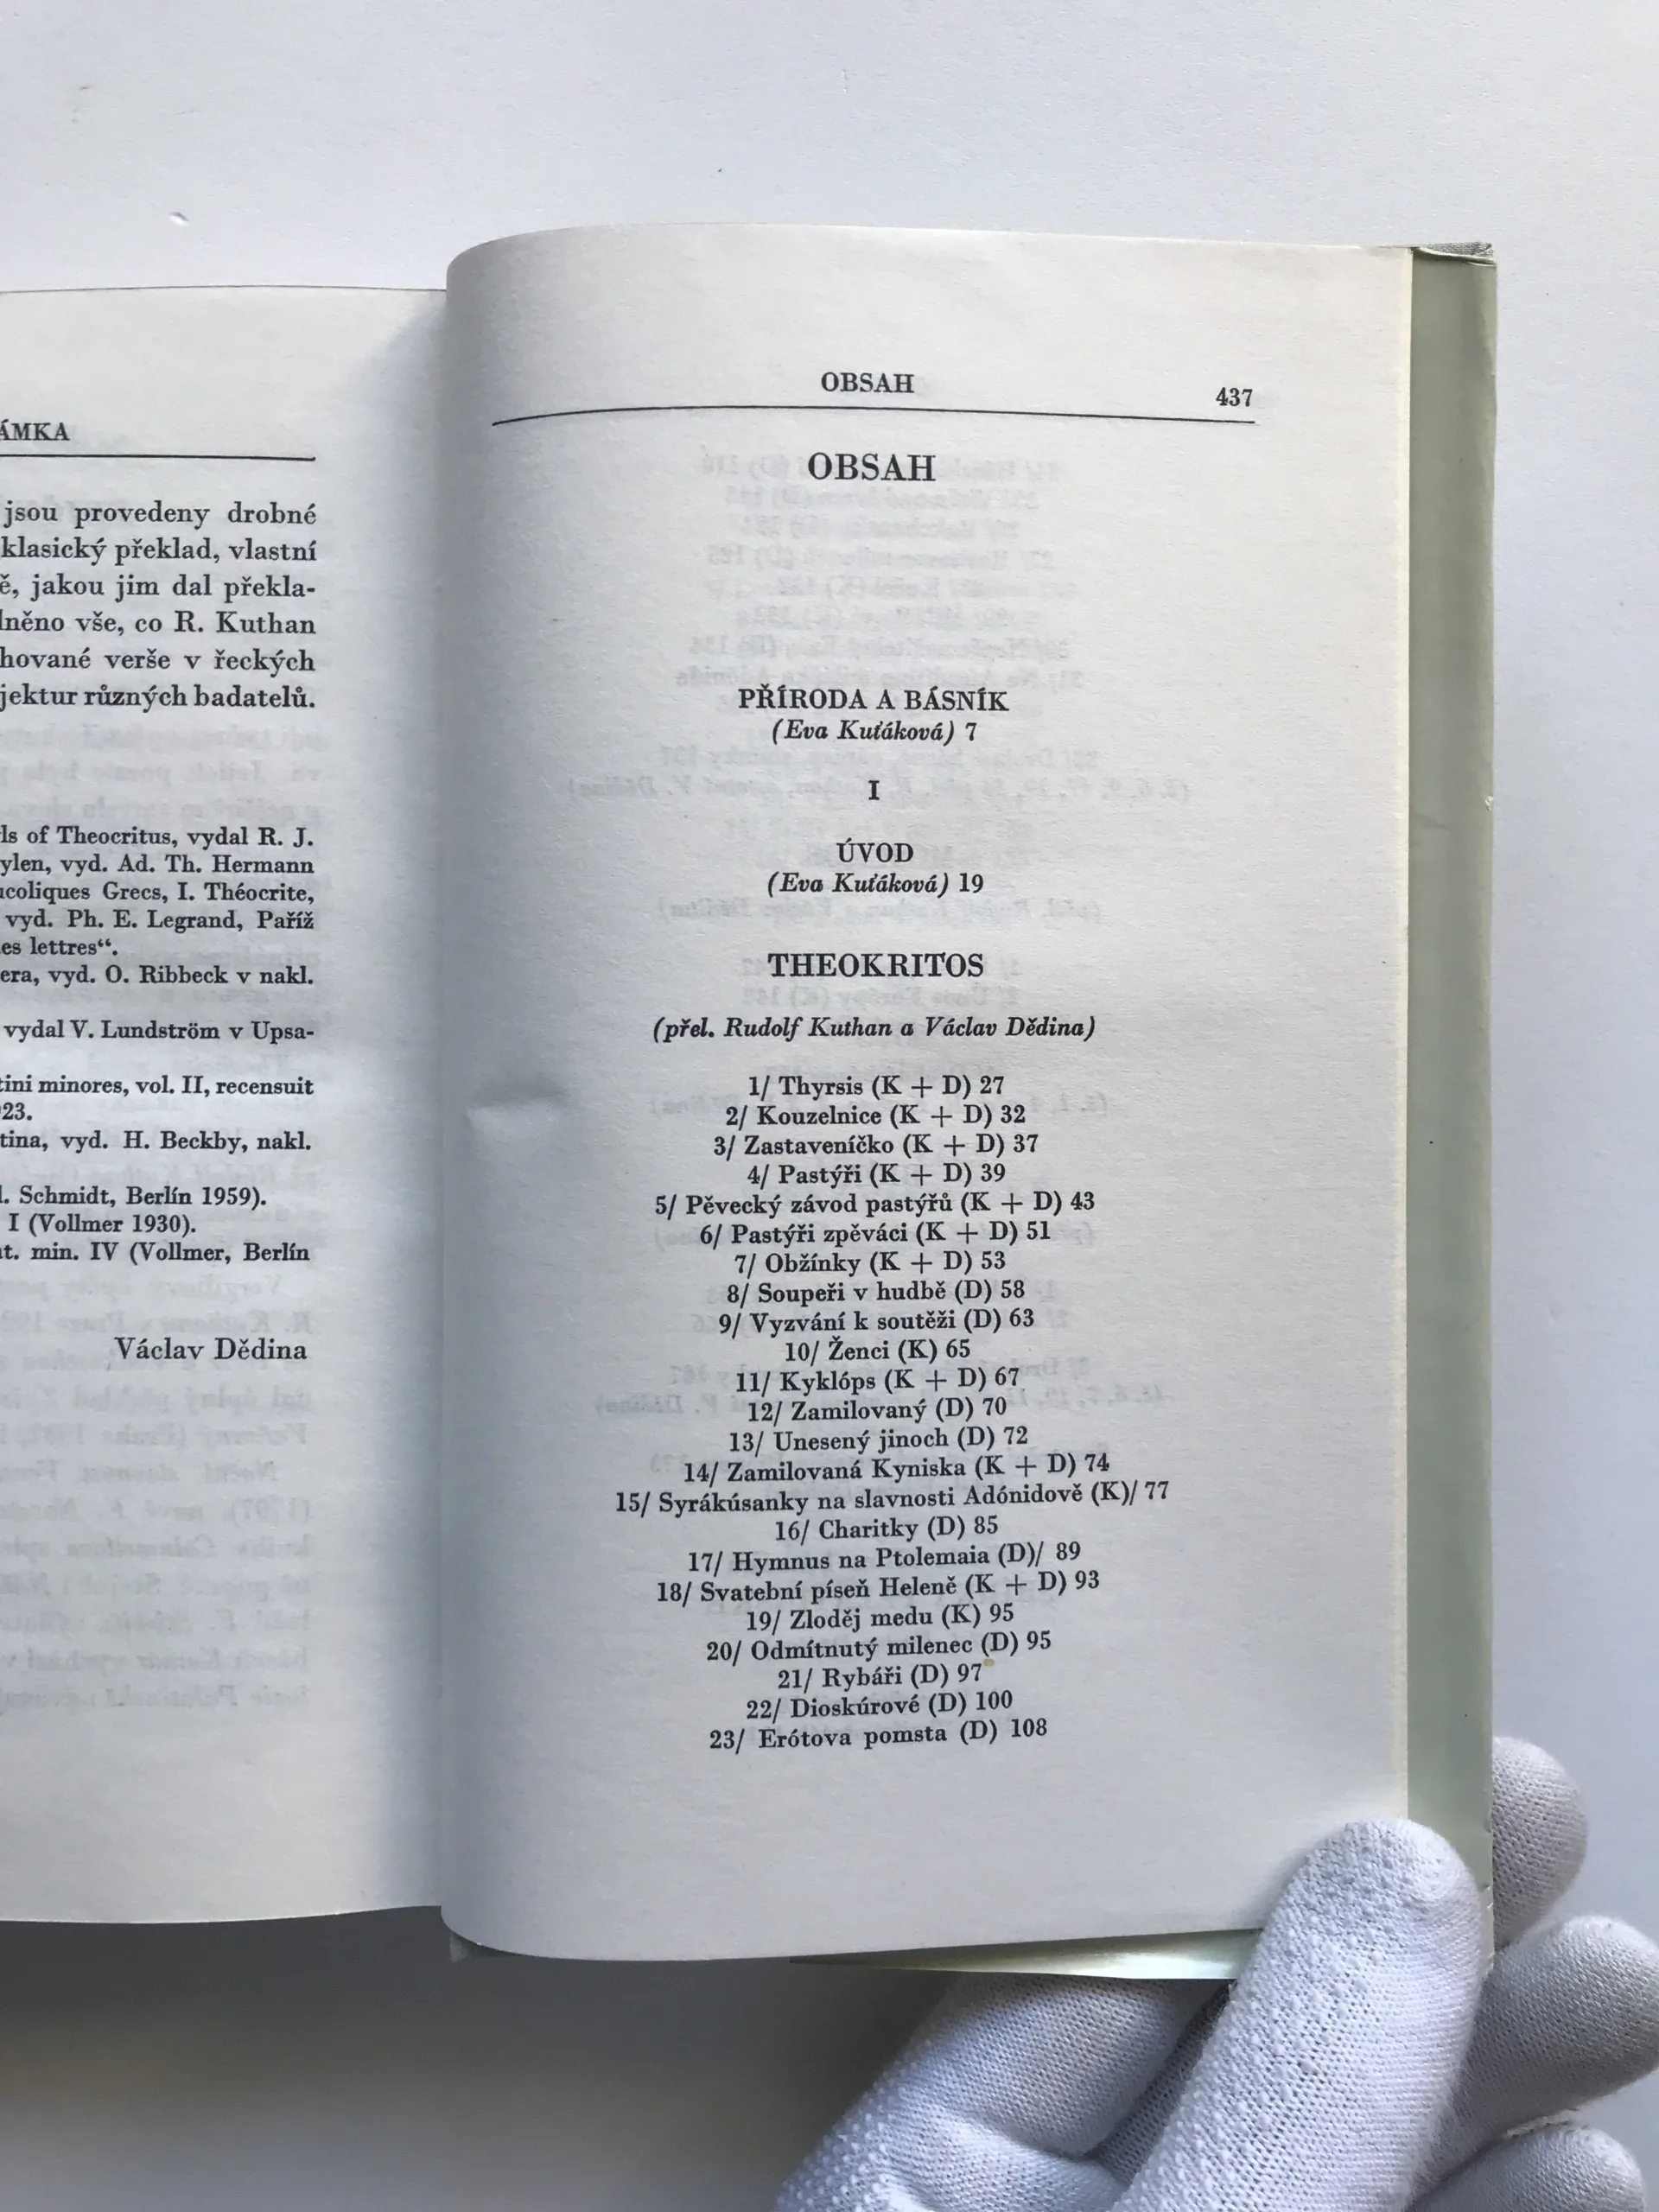 ÁMKA
jsou provedeny drobné
klasický překlad, vlastní
ě, jakou jim dal překla-
lněno vše, co R. Kuthan
hované verše v řeckých
jektur různých badatelů.
ls of Theocritus, vydal R. J.
ylen, vyd. Ad. Th. Hermann
ucoliques Grecs, I. Théocrite,
vyd. Ph. E. Legrand, Paříž
es lettres“.
era, vyd. O. Ribbeck v nakl.
vydal V. Lundström v Upsa-
tini minores, vol. II, recensuit
23.
tina, vyd. H. Beckby, nakl.
l. Schmidt, Berlín 1959).
I (Vollmer 1930).
t. min. IV (Vollmer, Berlín
Václav Dědina
OBSAH 437
OBSAH
PŘÍRODA A BÁSNÍK
(Eva Kuťáková) 7
I
ÚVOD
(Eva Kuťáková) 19
THEOKRITOS
(přel. Rudolf Kuthan a Václav Dědina)
1/ Thyrsis (K + D) 27
2/ Kouzelnice (K + D) 32
3/ Zastaveníčko (K + D) 37
4/ Pastýři (K + D) 39
5/ Pěvecký závod pastýřů (K + D) 43
6/ Pastýři zpěváci (K + D) 51
7/ Obžínky (K + D) 53
8/ Soupeři v hudbě (D) 58
9/ Vyzvání k soutěži (D) 63
10/ Ženci (K) 65
11/ Kyklóps (K + D) 67
12/ Zamilovaný (D) 70
13/ Unesený jinoch (D) 72
14/ Zamilovaná Kyniska (K + D) 74
15/ Syrákúsanky na slavnosti Adónidově (K)/ 77
16/ Charitky (D) 85
17/ Hymnus na Ptolemaia (D)/ 89
18/ Svatební píseň Heleně (K + D) 93
19/ Zloděj medu (K) 95
20/ Odmítnutý milenec (D) 95
21/ Rybáři (D) 97
22/ Dioskúrové (D) 100
23/ Erótova pomsta (D) 108